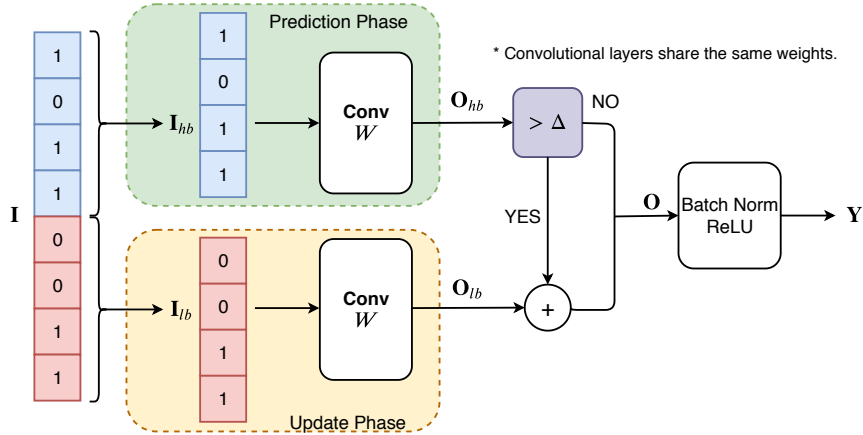 Prediction Phase
* Convolutional layers share the same weights.
I
1
0
1
1
0
0
1
1
I_hb
1
0
1
1
Conv
W
O_hb
> Δ
NO
YES
I_lb
0
0
1
1
Conv
W
O_lb
+
O
Batch Norm
ReLU
Y
Update Phase